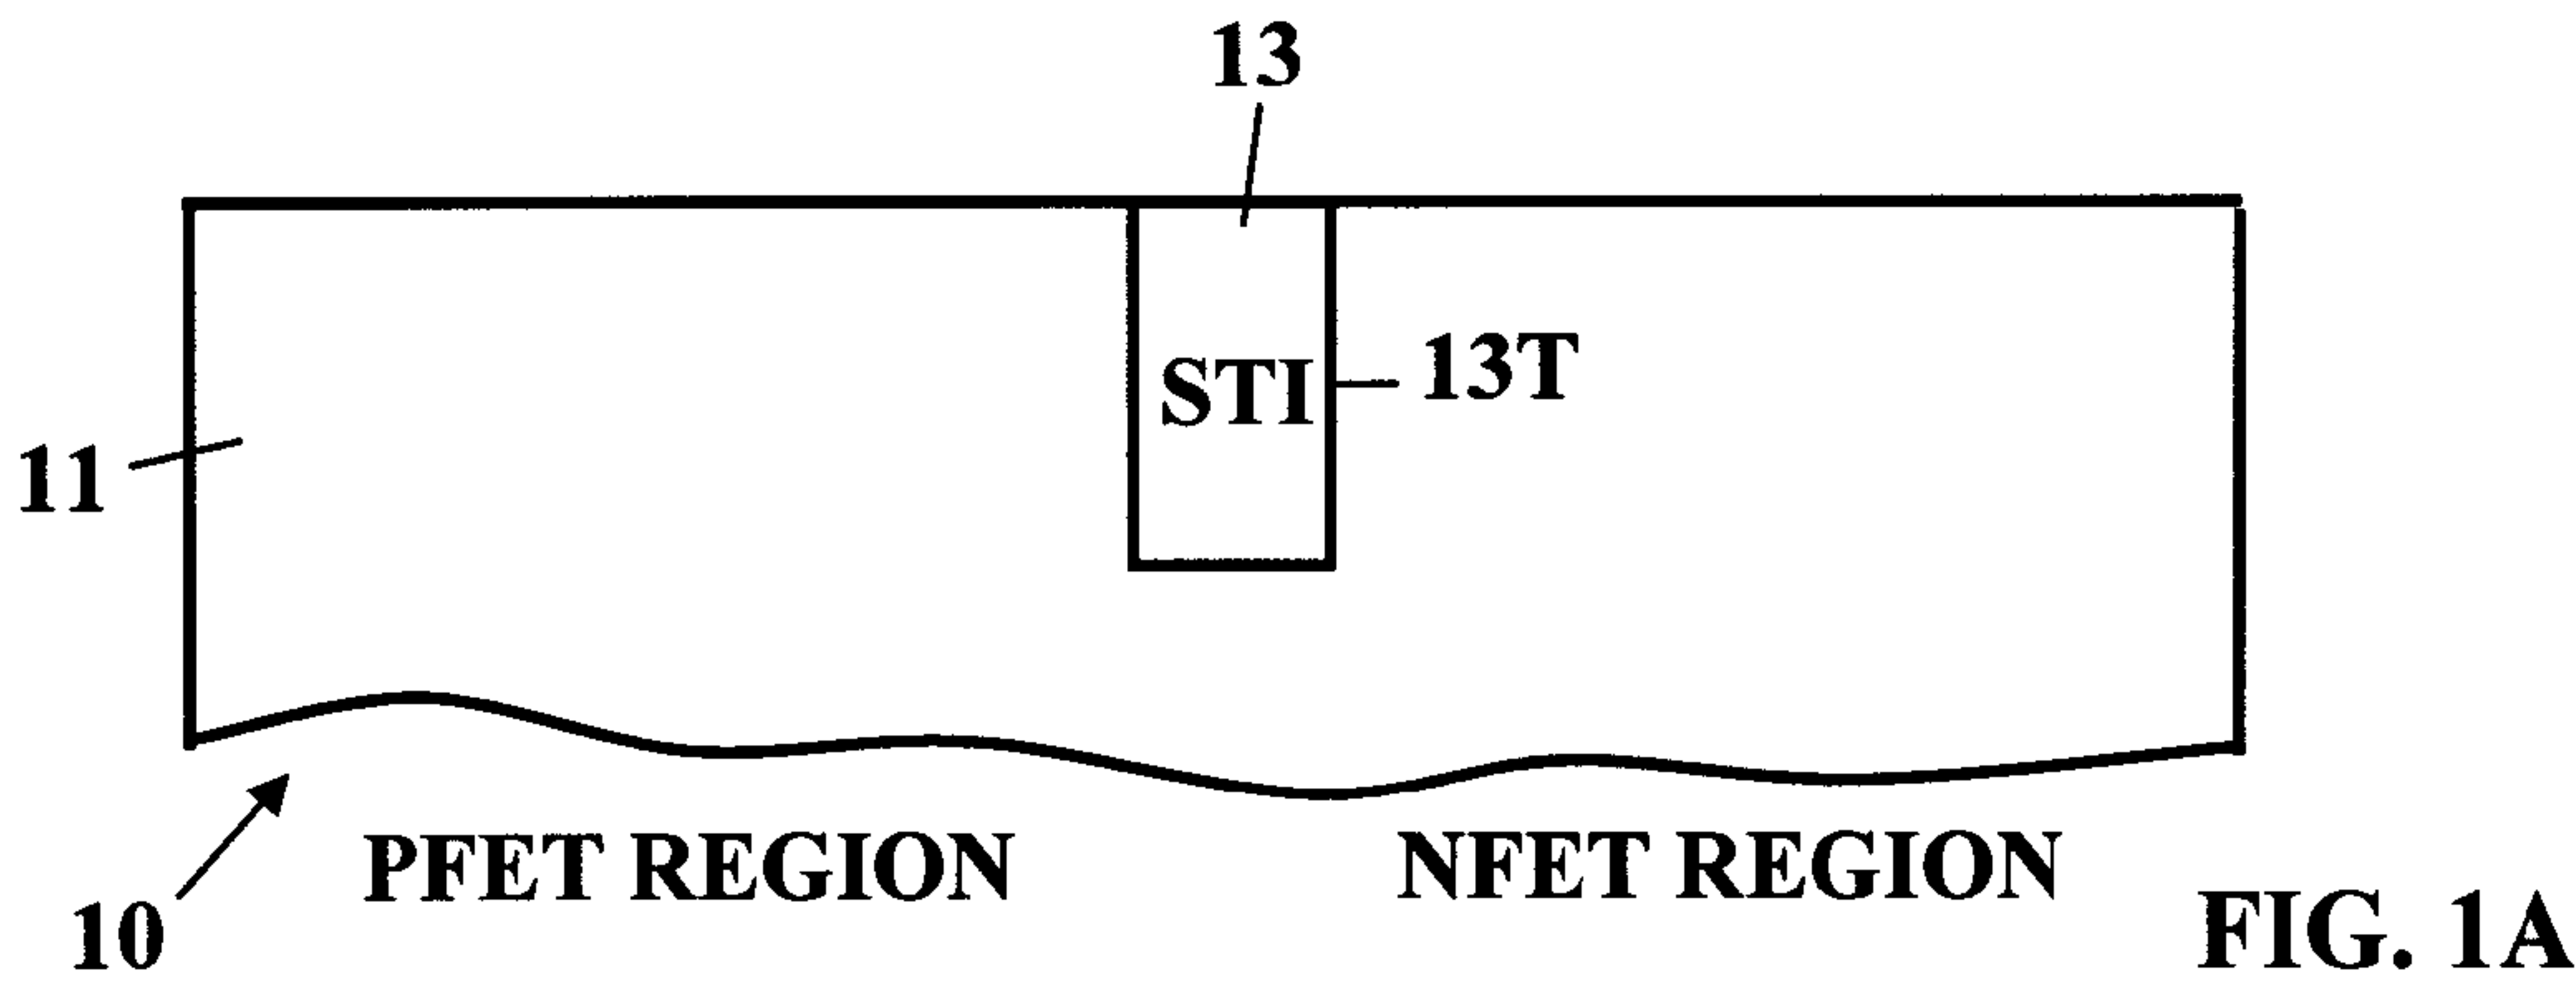 13
STI
13T
11
PFET REGION
NFET REGION
10
FIG. 1A